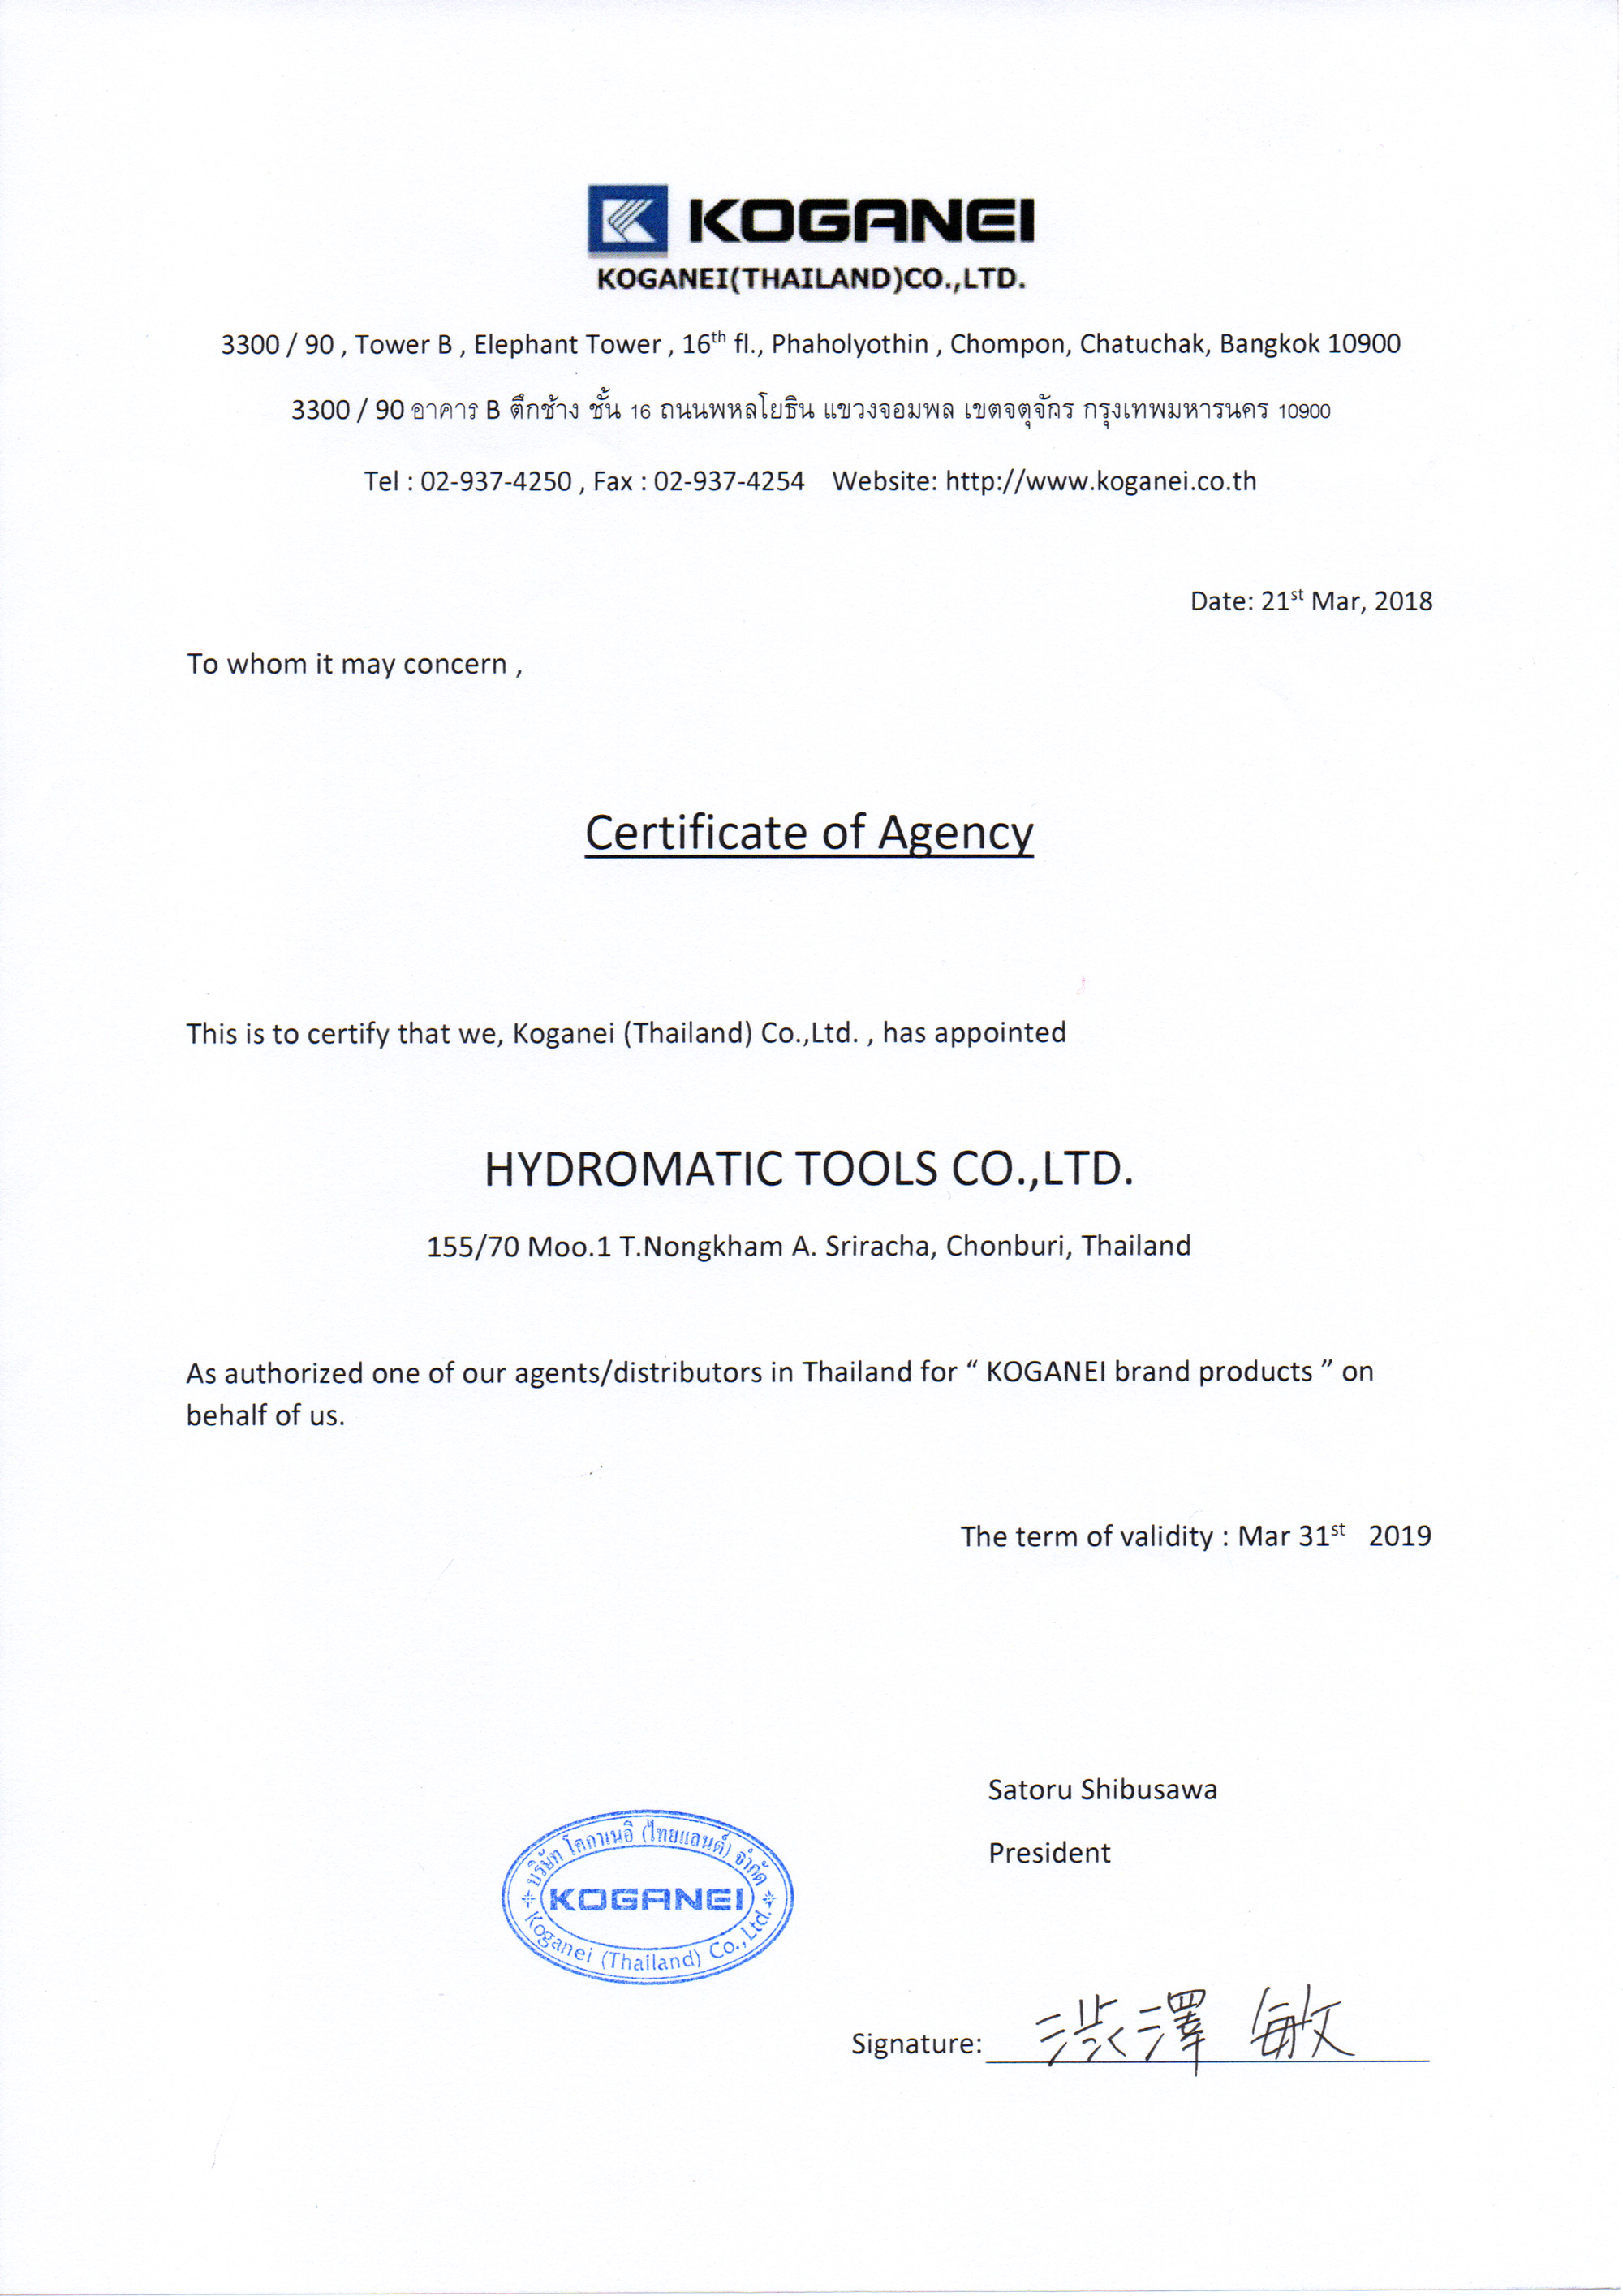 KOGANEI
KOGANEI(THAILAND)CO.,LTD.
3300 / 90 , Tower B , Elephant Tower , 16th fl., Phaholyothin , Chompon, Chatuchak, Bangkok 10900
3300 / 90 อาคาร B ตึกช้าง ชั้น 16 ถนนพหลโยธิน แขวงจอมพล เขตจตุจักร กรุงเทพมหารนคร 10900
Tel : 02-937-4250 , Fax : 02-937-4254 Website: http://www.koganei.co.th
Date: 21st Mar, 2018
To whom it may concern ,
Certificate of Agency
This is to certify that we, Koganei (Thailand) Co.,Ltd. , has appointed
HYDROMATIC TOOLS CO.,LTD.
155/70 Moo.1 T.Nongkham A. Sriracha, Chonburi, Thailand
As authorized one of our agents/distributors in Thailand for “ KOGANEI brand products ” on
behalf of us.
The term of validity : Mar 31st 2019
Satoru Shibusawa
President
บริษัท โคกาเนอิ (ไทยแลนด์) จำกัด
KOGANEI
Koganei (Thailand) Co.,Ltd.
Signature: 渋澤 敏